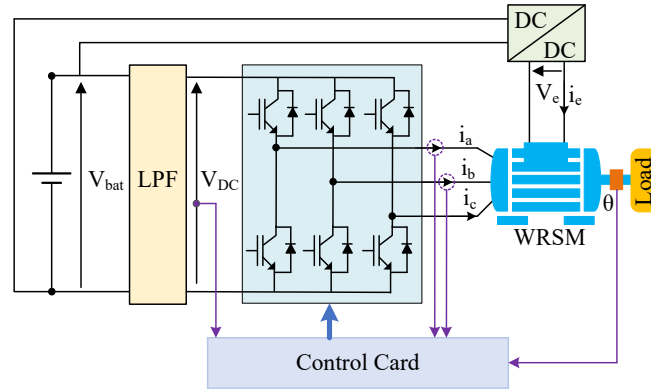 DC
DC
V_e
i_e
i_a
V_bat
LPF
V_DC
i_b
i_c
θ
Load
WRSM
Control Card